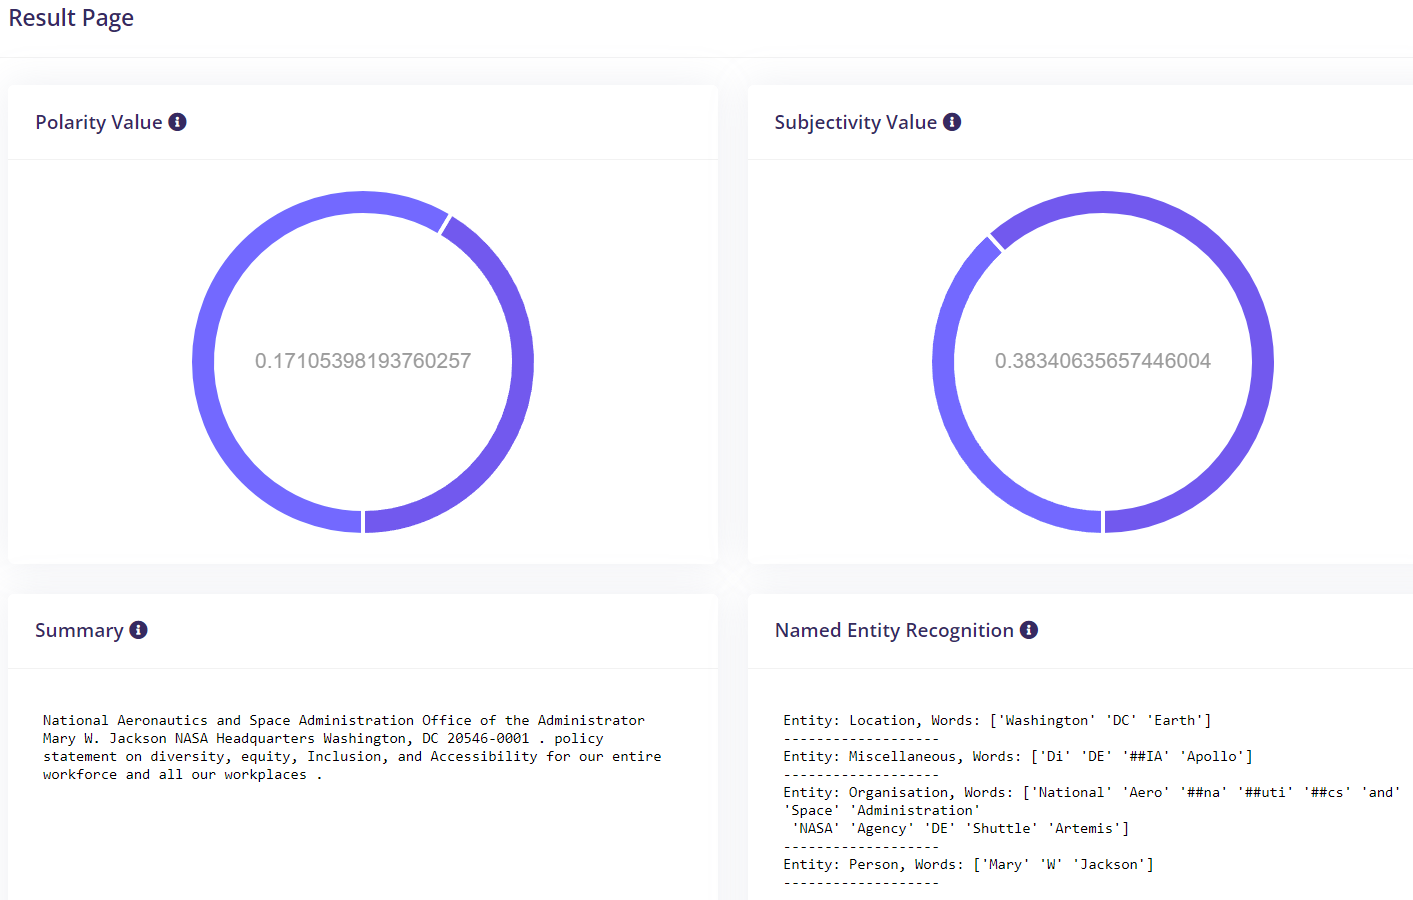 Result Page
Polarity Value
Subjectivity Value
0.17105398193760257
0.38340635657446004
Summary
Named Entity Recognition
National Aeronautics and Space Administration Office of the Administrator
Mary W. Jackson NASA Headquarters Washington, DC 20546-0001 . policy
statement on diversity, equity, Inclusion, and Accessibility for our entire
workforce and all our workplaces .
Entity: Location, Words: ['Washington' 'DC' 'Earth']
-------------------
Entity: Miscellaneous, Words: ['Di' 'DE' '##IA' 'Apollo']
-------------------
Entity: Organisation, Words: ['National' 'Aero' '##na' '##uti' '##cs' 'and'
'Space' 'Administration'
'NASA' 'Agency' 'DE' 'Shuttle' 'Artemis']
-------------------
Entity: Person, Words: ['Mary' 'W' 'Jackson']
-------------------